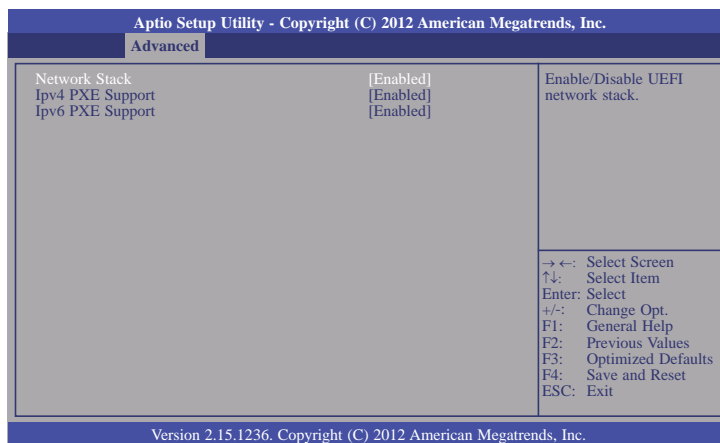 Aptio Setup Utility - Copyright (C) 2012 American Megatrends, Inc.
Advanced
Network Stack [Enabled]
Ipv4 PXE Support [Enabled]
Ipv6 PXE Support [Enabled]
Enable/Disable UEFI
network stack.
→ ←: Select Screen
↑↓: Select Item
Enter: Select
+/-: Change Opt.
F1: General Help
F2: Previous Values
F3: Optimized Defaults
F4: Save and Reset
ESC: Exit
Version 2.15.1236. Copyright (C) 2012 American Megatrends, Inc.